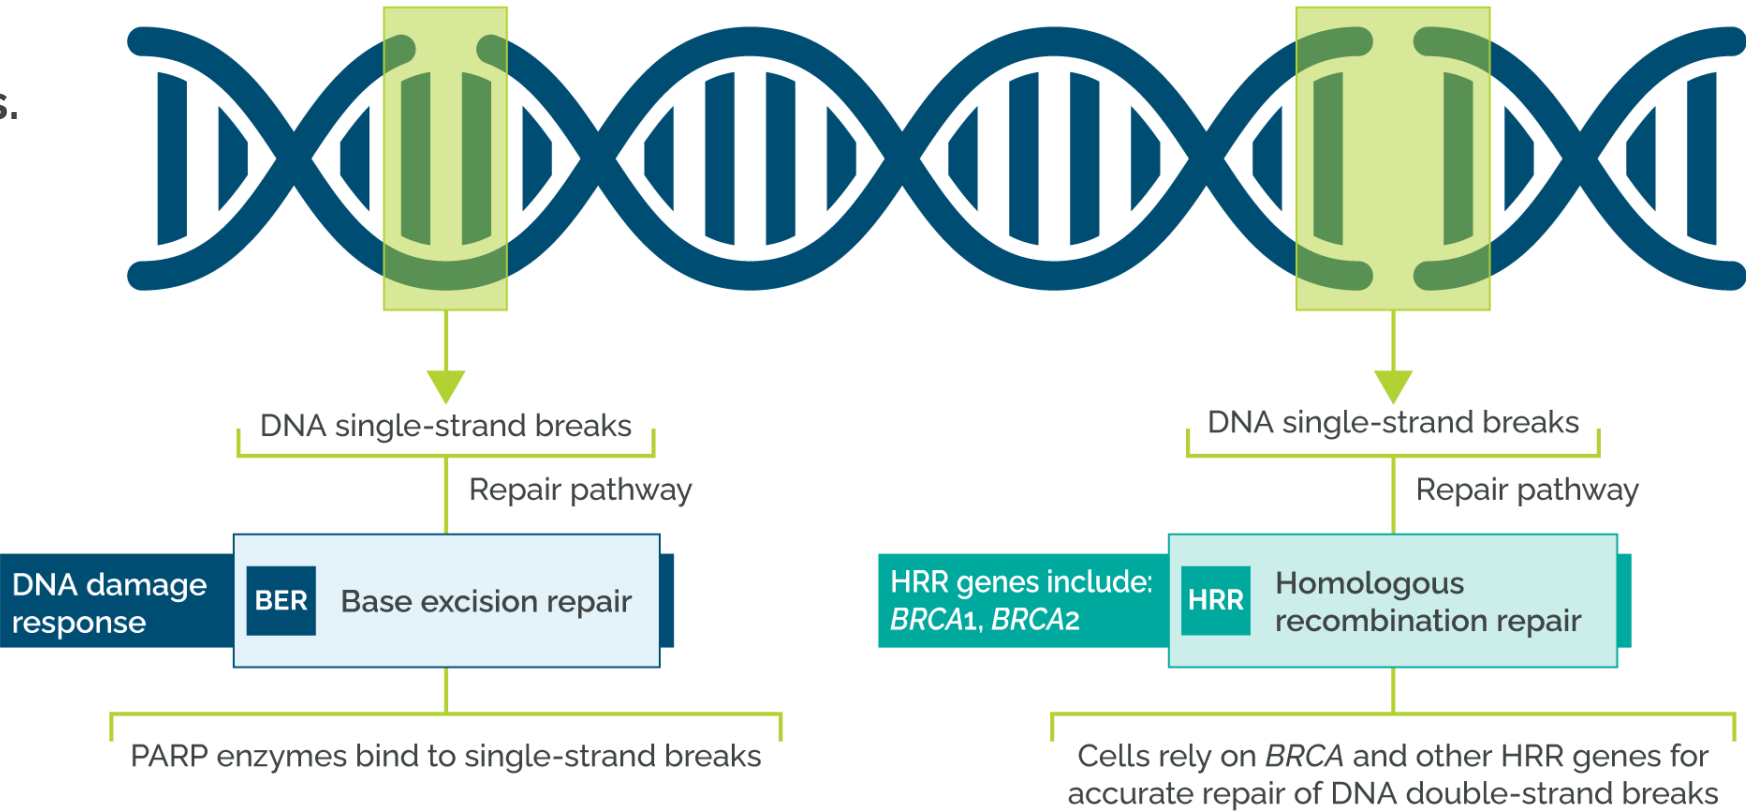 s.
DNA single-strand breaks
Repair pathway
DNA damage
response
BER
Base excision repair
PARP enzymes bind to single-strand breaks
DNA single-strand breaks
Repair pathway
HRR genes include:
BRCA1, BRCA2
HRR
Homologous
recombination repair
Cells rely on BRCA and other HRR genes for
accurate repair of DNA double-strand breaks